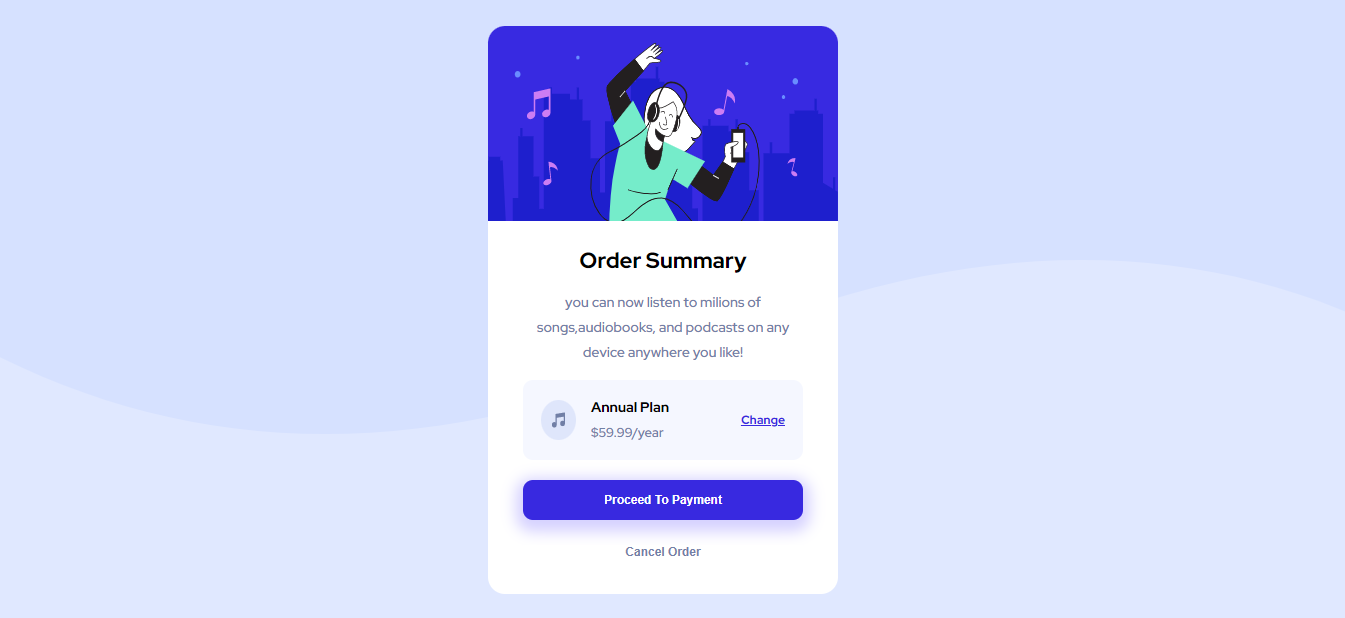 Order Summary
you can now listen to milions of
songs,audiobooks, and podcasts on any
device anywhere you like!
Annual Plan
$59.99/year
Change
Proceed To Payment
Cancel Order